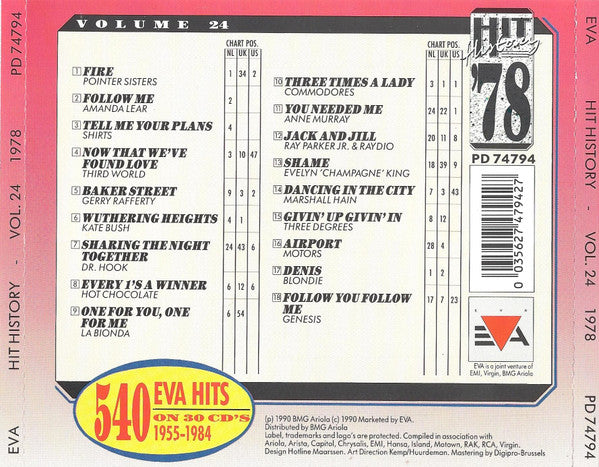 EVA HIT HISTORY - VOL. 24 1978 PD 74794
VOLUME 24
CHART POS.
NL UK US
1 FIRE 1 34 2
POINTER SISTERS
2 FOLLOW ME 2
AMANDA LEAR
3 TELL ME YOUR PLANS 4
SHIRTS
4 NOW THAT WE'VE
FOUND LOVE 3 10 47
THIRD WORLD
5 BAKER STREET 9 3 2
GERRY RAFFERTY
6 WUTHERING HEIGHTS 4 1
KATE BUSH
7 SHARING THE NIGHT
TOGETHER 24 43 6
DR. HOOK
8 EVERY 1'S A WINNER 8 12 6
HOT CHOCOLATE
9 ONE FOR YOU, ONE
FOR ME 6 54
LA BIONDA
CHART POS.
NL UK US
10 THREE TIMES A LADY 3 1 1
COMMODORES
11 YOU NEEDED ME 22 1
ANNE MURRAY
12 JACK AND JILL 20 11 8
RAY PARKER JR. & RAYDIO
13 SHAME 18 39 9
EVELYN 'CHAMPAGNE' KING
14 DANCING IN THE CITY 3 43
MARSHALL HAIN
15 GIVIN' UP GIVIN' IN 8 12
THREE DEGREES
16 AIRPORT 4
MOTORS
17 DENIS 1 2
BLONDIE
18 FOLLOW YOU FOLLOW
ME 17 7 23
GENESIS
HIT
History
'78
PD 74794
0 035627 479427
EVA
EVA is a joint venture of
EMI, Virgin, BMG Ariola
540 EVA HITS
ON 30 CD'S
1955-1984
(p) 1990 BMG Ariola (c) 1990 Marketed by EVA.
Distributed by BMG Ariola
Label, trademarks and logo's are protected. Compiled in association with
Ariola, Arista, Capitol, Chrysalis, EMI, Hansa, Island, Motown, RAK, RCA, Virgin.
Design Hotline Maarssen. Art Direction Kemp/Huurdeman. Mastering by Digipro-Brussels
EVA HIT HISTORY - VOL. 24 1978 PD 74794